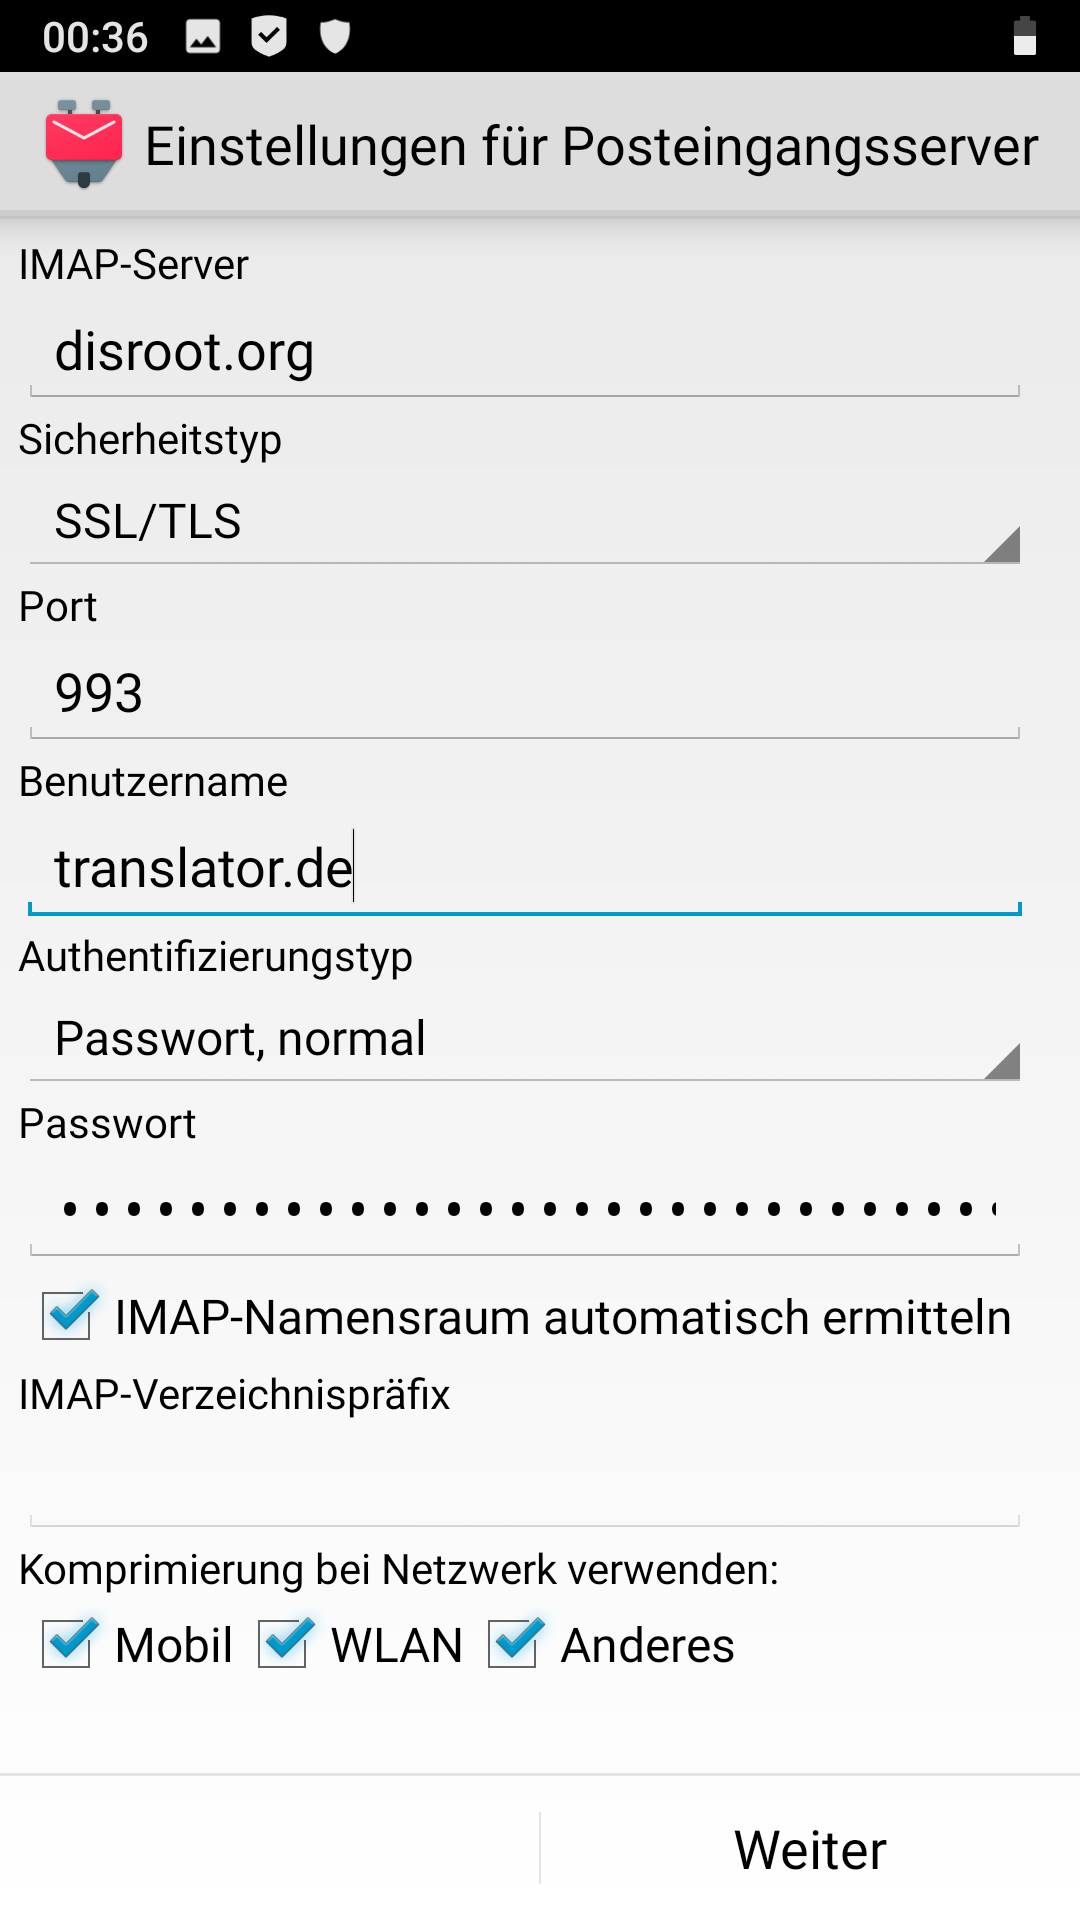 00:36
Einstellungen für Posteingangsserver
IMAP-Server
disroot.org
Sicherheitstyp
SSL/TLS
Port
993
Benutzername
translator.de
Authentifizierungstyp
Passwort, normal
Passwort
IMAP-Namensraum automatisch ermitteln
IMAP-Verzeichnispräfix
Komprimierung bei Netzwerk verwenden:
Mobil WLAN Anderes
Weiter